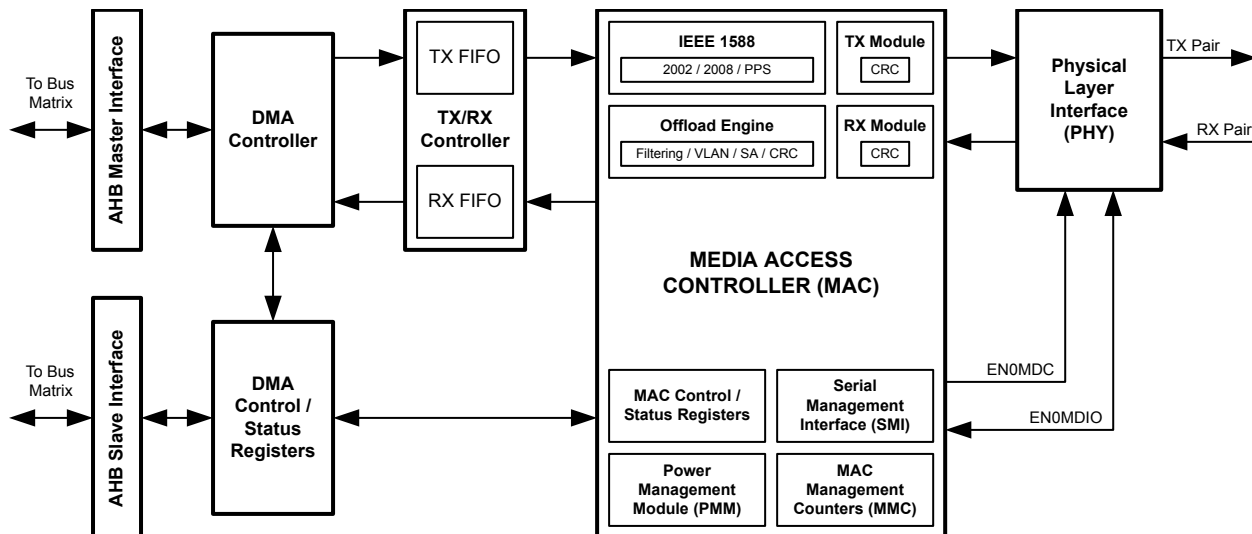 To Bus
Matrix
AHB Master Interface
DMA
Controller
TX FIFO
TX/RX
Controller
RX FIFO
IEEE 1588
2002 / 2008 / PPS
TX Module
CRC
Offload Engine
Filtering / VLAN / SA / CRC
RX Module
CRC
MEDIA ACCESS
CONTROLLER (MAC)
Physical
Layer
Interface
(PHY)
TX Pair
RX Pair
To Bus
Matrix
AHB Slave Interface
DMA
Control /
Status
Registers
MAC Control /
Status Registers
Serial
Management
Interface (SMI)
Power
Management
Module (PMM)
MAC
Management
Counters (MMC)
EN0MDC
EN0MDIO